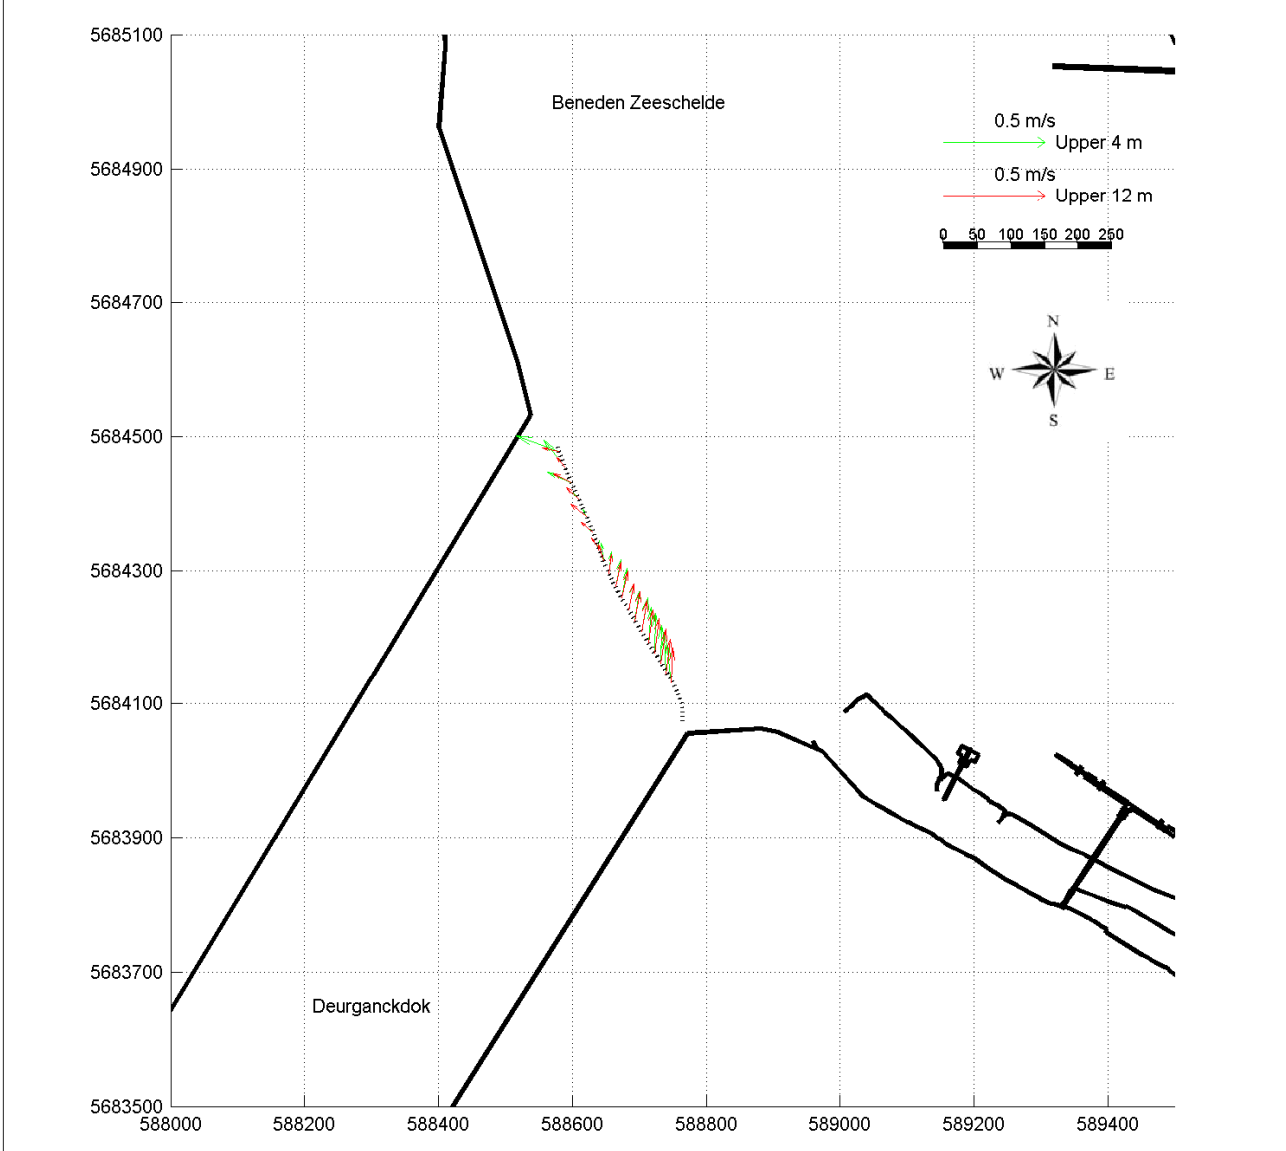 5685100
Beneden Zeeschelde
0.5 m/s
Upper 4 m
5684900
0.5 m/s
Upper 12 m
0 50 100 150 200 250
5684700
N
W E
S
5684500
5684300
5684100
5683900
5683700
Deurganckdok
5683500
588000 588200 588400 588600 588800 589000 589200 589400